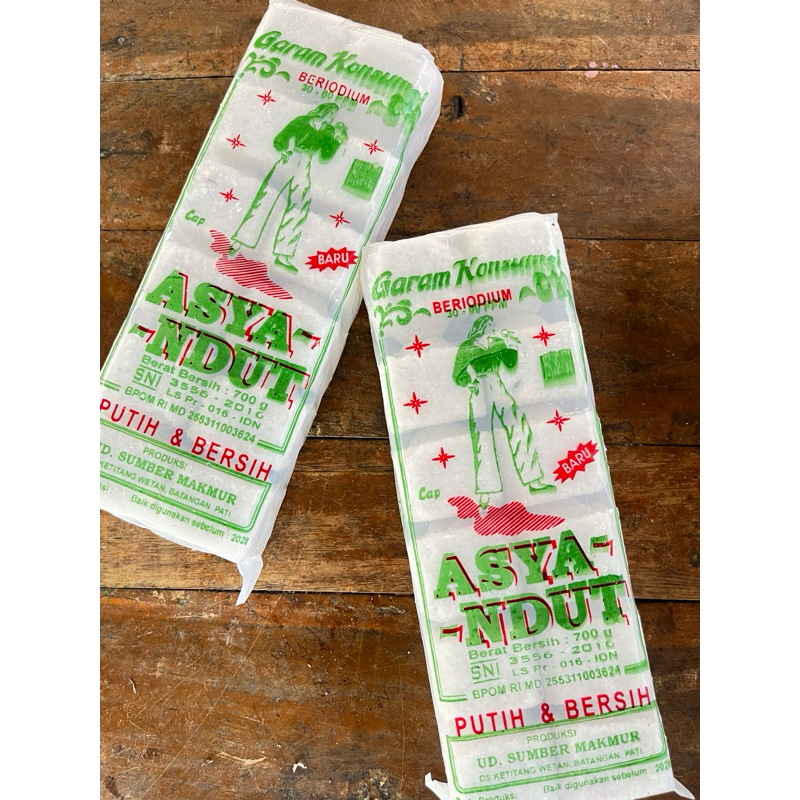 Garam Konsumsi
BERIODIUM
30 - 80 PPM
Cap
BARU
ASYA-
-NDUT
Berat Bersih : 700 g
SNI 3556 - 2016
LS Pr - 016 - IDN
BPOM RI MD 255311003624
PUTIH & BERSIH
PRODUKSI
UD. SUMBER MAKMUR
KETITANG WETAN, BATANGAN, PATI
Baik digunakan sebelum : 2028
Garam Konsumsi
BERIODIUM
30 - 80 PPM
Cap
BARU
ASYA-
-NDUT
Berat Bersih : 700 g
SNI 3556 - 2016
LS Pr - 016 - IDN
BPOM RI MD 255311003624
PUTIH & BERSIH
PRODUKSI
UD. SUMBER MAKMUR
DS.KETITANG WETAN, BATANGAN, PATI
Produksi: Baik digunakan sebelum : 2028